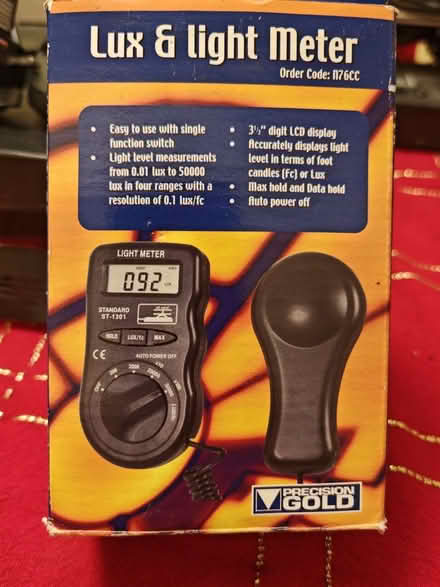 Lux & light Meter
Order Code: N76CC
• Easy to use with single
function switch
• Light level measurements
from 0.01 lux to 50000
lux in four ranges with a
resolution of 0.1 lux/fc
• 3½" digit LCD display
• Accurately displays light
level in terms of foot
candles (Fc) or Lux
• Max hold and Data hold
• Auto power off
LIGHT METER
092
STANDARD
ST-1301
HOLD LUX/fc MAX
CE AUTO POWER OFF
PRECISION
GOLD